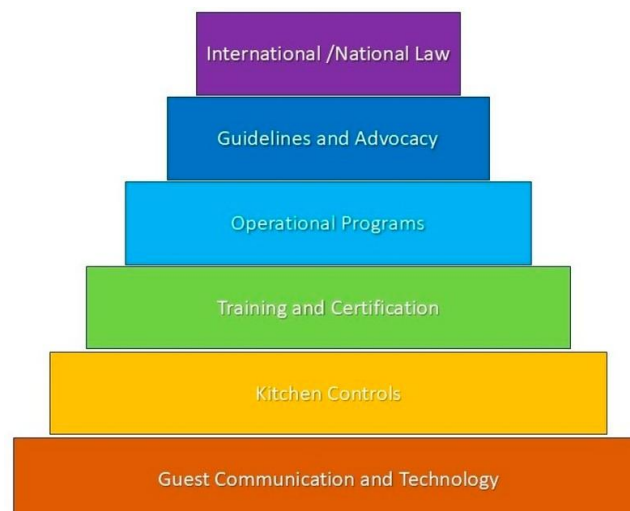 International /National Law
Guidelines and Advocacy
Operational Programs
Training and Certification
Kitchen Controls
Guest Communication and Technology